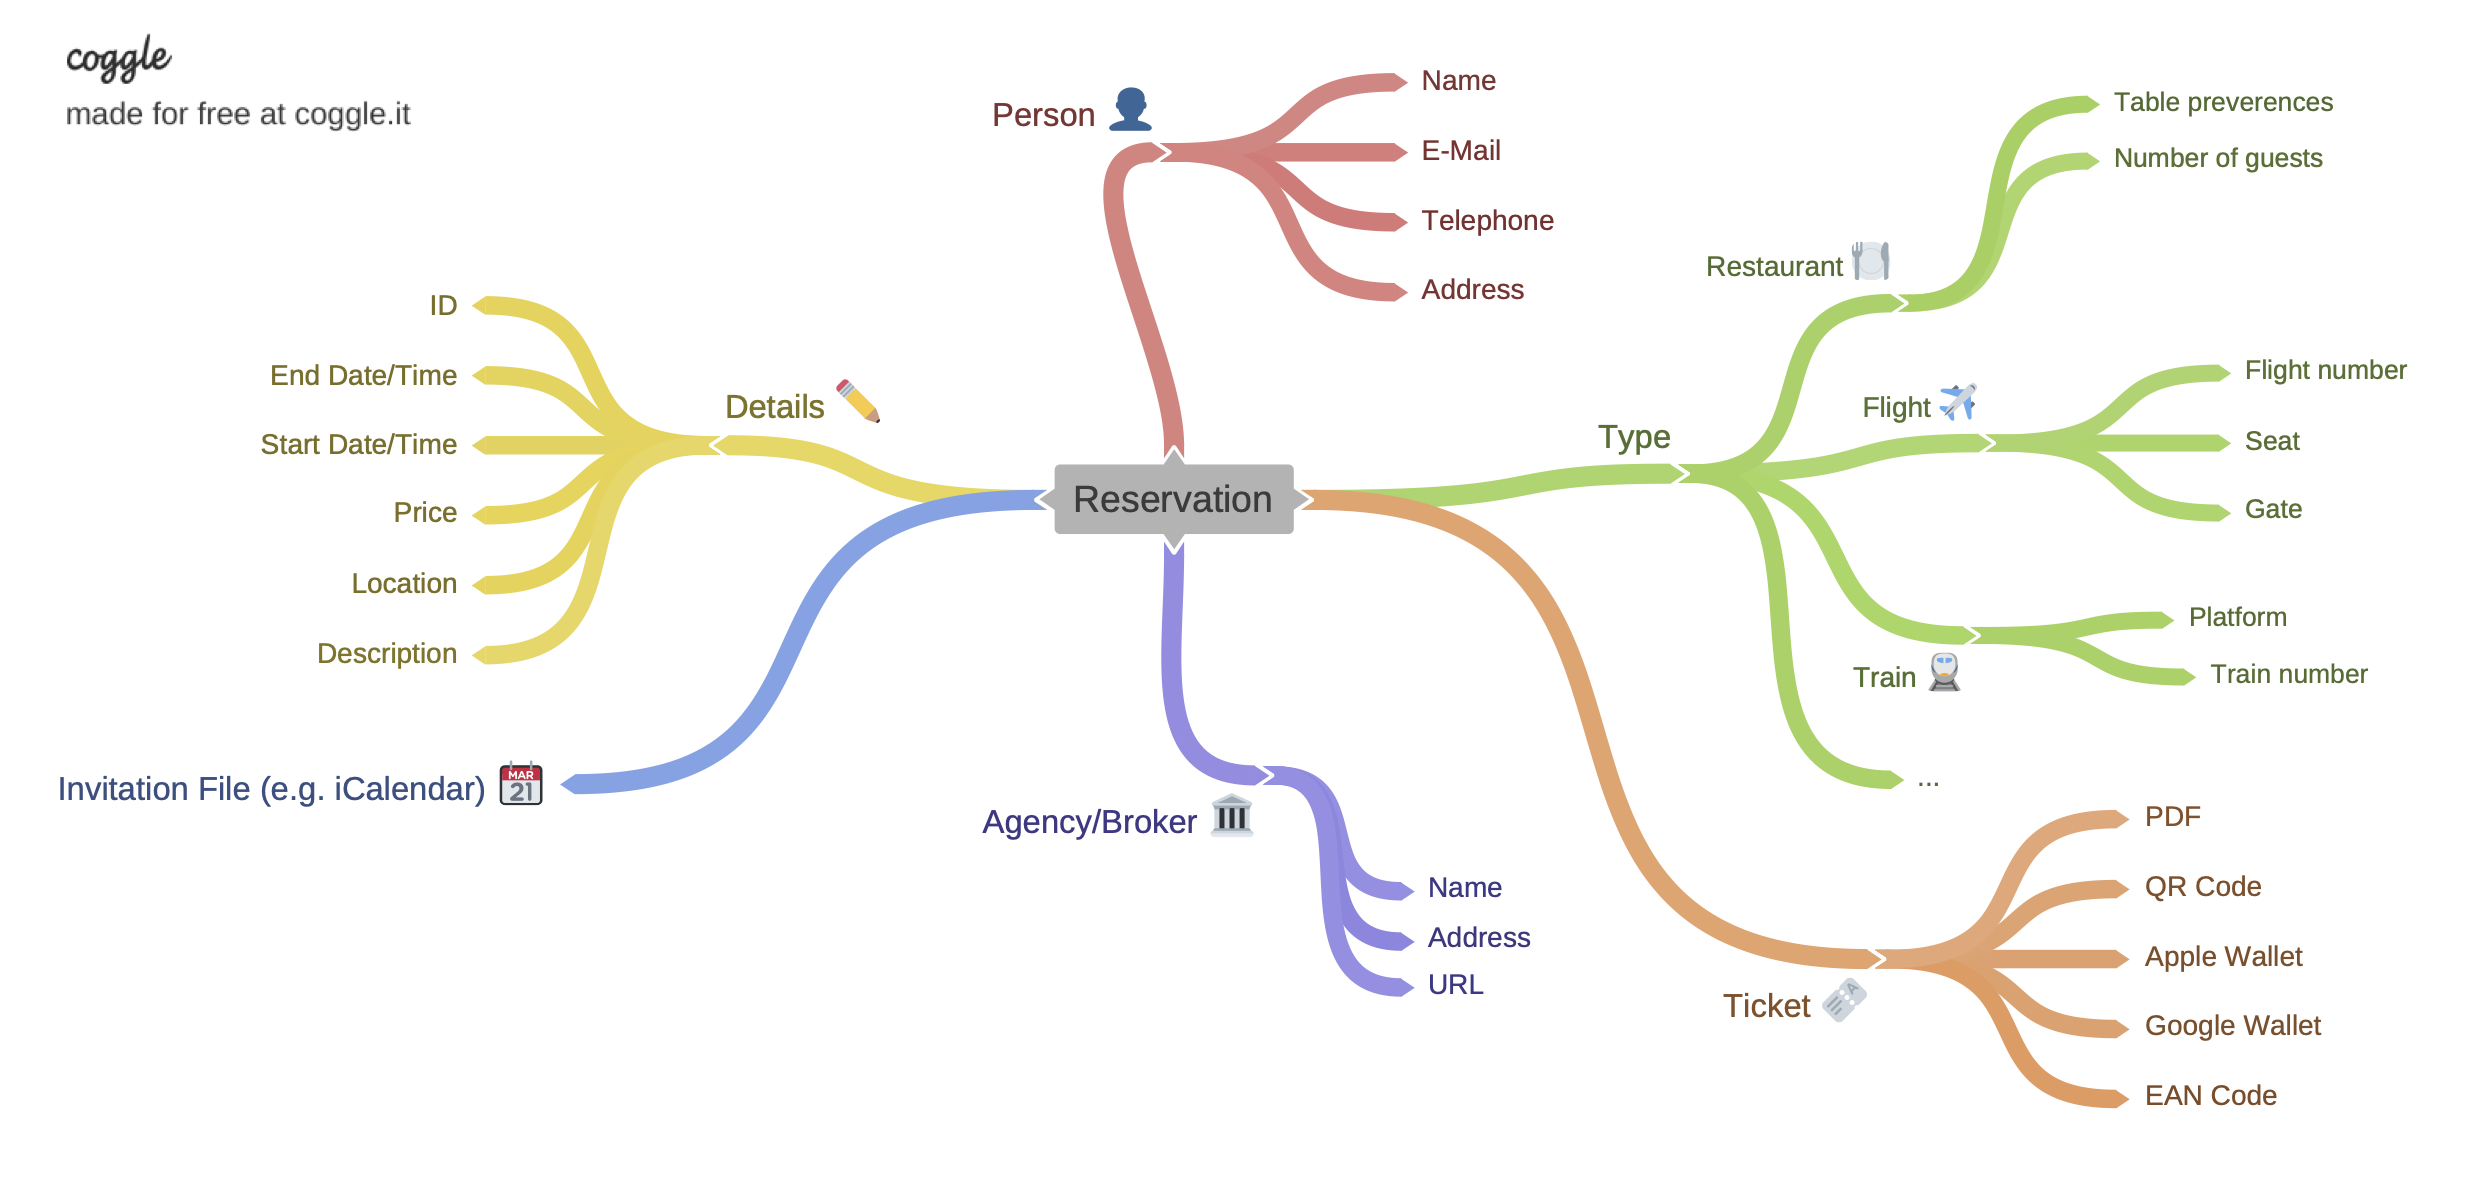 coggle
made for free at coggle.it
Person
Name
E-Mail
Telephone
Address
Details
ID
End Date/Time
Start Date/Time
Price
Location
Description
Invitation File (e.g. iCalendar)
MAR
21
Reservation
Agency/Broker
Name
Address
URL
Type
Restaurant
Table preverences
Number of guests
Flight
Flight number
Seat
Gate
Train
Platform
Train number
...
Ticket
A
PDF
QR Code
Apple Wallet
Google Wallet
EAN Code